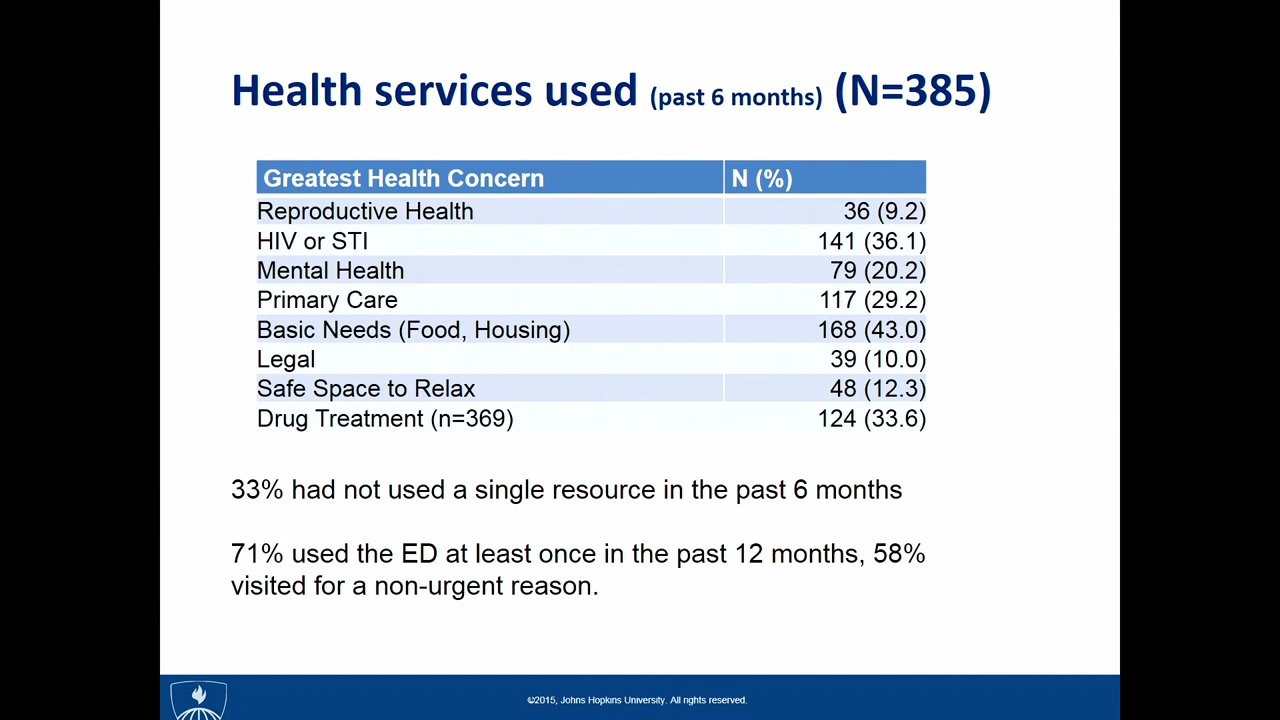 Health services used (past 6 months) (N=385)
Greatest Health Concern N (%)
Reproductive Health 36 (9.2)
HIV or STI 141 (36.1)
Mental Health 79 (20.2)
Primary Care 117 (29.2)
Basic Needs (Food, Housing) 168 (43.0)
Legal 39 (10.0)
Safe Space to Relax 48 (12.3)
Drug Treatment (n=369) 124 (33.6)
33% had not used a single resource in the past 6 months
71% used the ED at least once in the past 12 months, 58%
visited for a non-urgent reason.
©2015, Johns Hopkins University. All rights reserved.